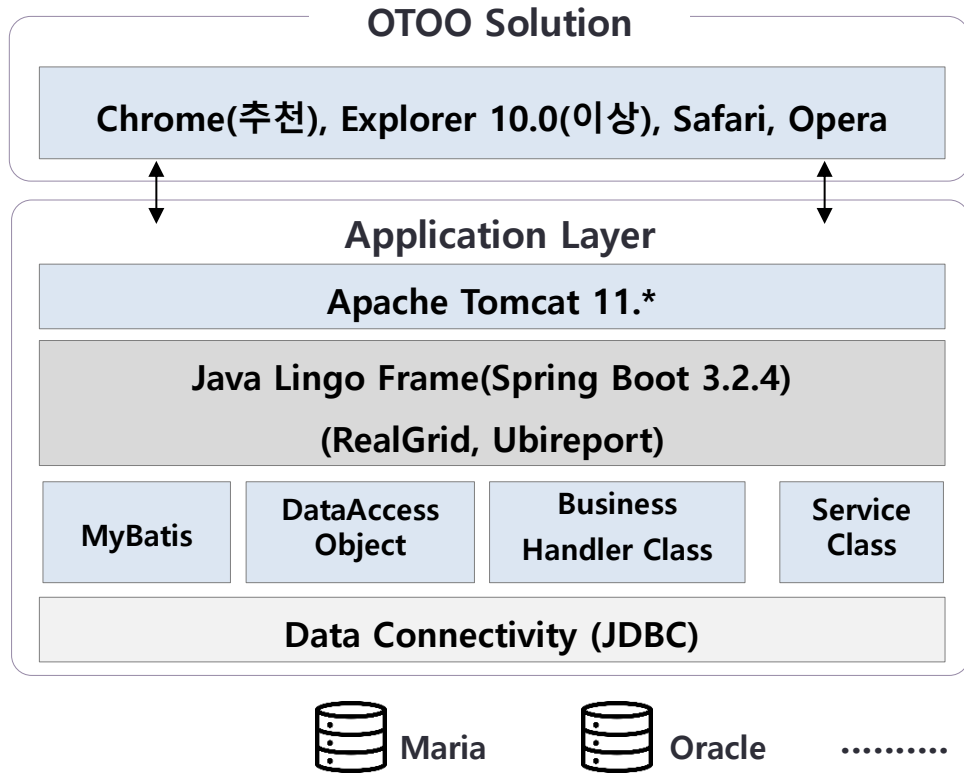 OTOO Solution
Chrome(추천), Explorer 10.0(이상), Safari, Opera
Application Layer
Apache Tomcat 11.*
Java Lingo Frame(Spring Boot 3.2.4)
(RealGrid, Ubireport)
MyBatis
DataAccess
Object
Business
Handler Class
Service
Class
Data Connectivity (JDBC)
Maria
Oracle
..........